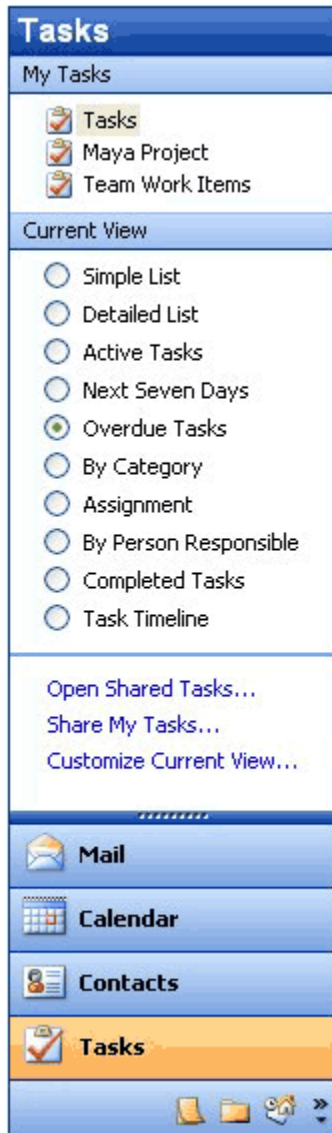 Tasks
My Tasks
Tasks
Maya Project
Team Work Items
Current View
Simple List
Detailed List
Active Tasks
Next Seven Days
Overdue Tasks
By Category
Assignment
By Person Responsible
Completed Tasks
Task Timeline
Open Shared Tasks...
Share My Tasks...
Customize Current View...
Mail
Calendar
Contacts
Tasks